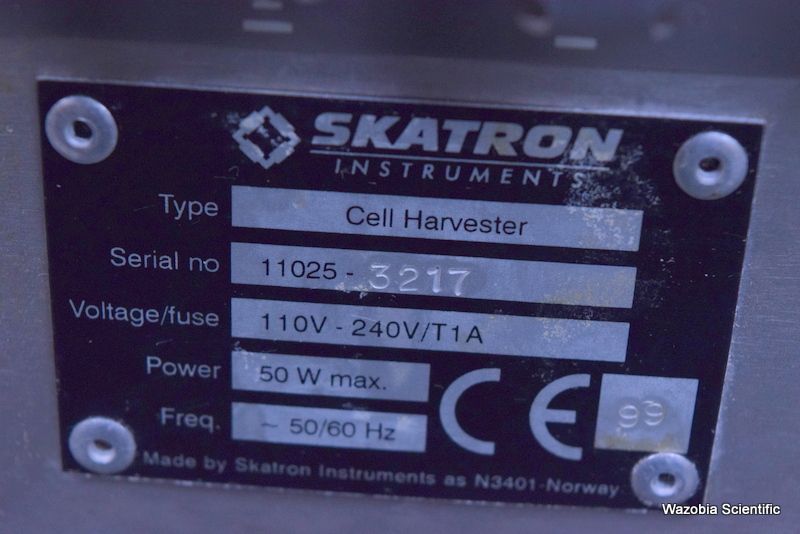 SKATRON
INSTRUMENTS
Type Cell Harvester
Serial no 11025 - 3217
Voltage/fuse 110V - 240V/T1A
Power 50 W max.
Freq. ~ 50/60 Hz
CE 99
Made by Skatron Instruments as N3401-Norway
Wazobia Scientific